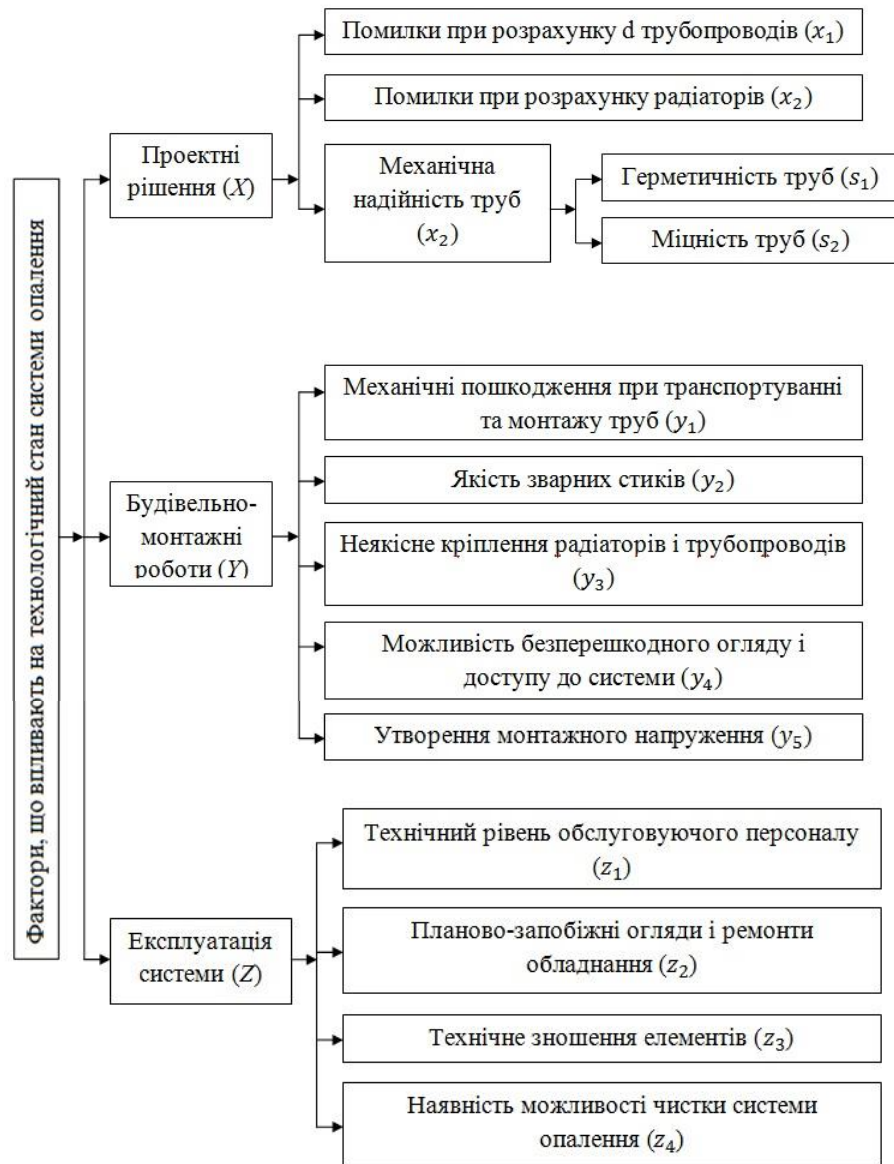 Фактори, що впливають на технологічний стан системи опалення
Проектні
рішення (X)
Помилки при розрахунку d трубопроводів (x₁)
Помилки при розрахунку радіаторів (x₂)
Механічна
надійність труб
(x₂)
Герметичність труб (s₁)
Міцність труб (s₂)
Будівельно-
монтажні
роботи (Y)
Механічні пошкодження при транспортуванні
та монтажу труб (y₁)
Якість зварних стиків (y₂)
Неякісне кріплення радіаторів і трубопроводів
(y₃)
Можливість безперешкодного огляду і
доступу до системи (y₄)
Утворення монтажного напруження (y₅)
Експлуатація
системи (Z)
Технічний рівень обслуговуючого персоналу
(z₁)
Планово-запобіжні огляди і ремонти
обладнання (z₂)
Технічне зношення елементів (z₃)
Наявність можливості чистки системи
опалення (z₄)